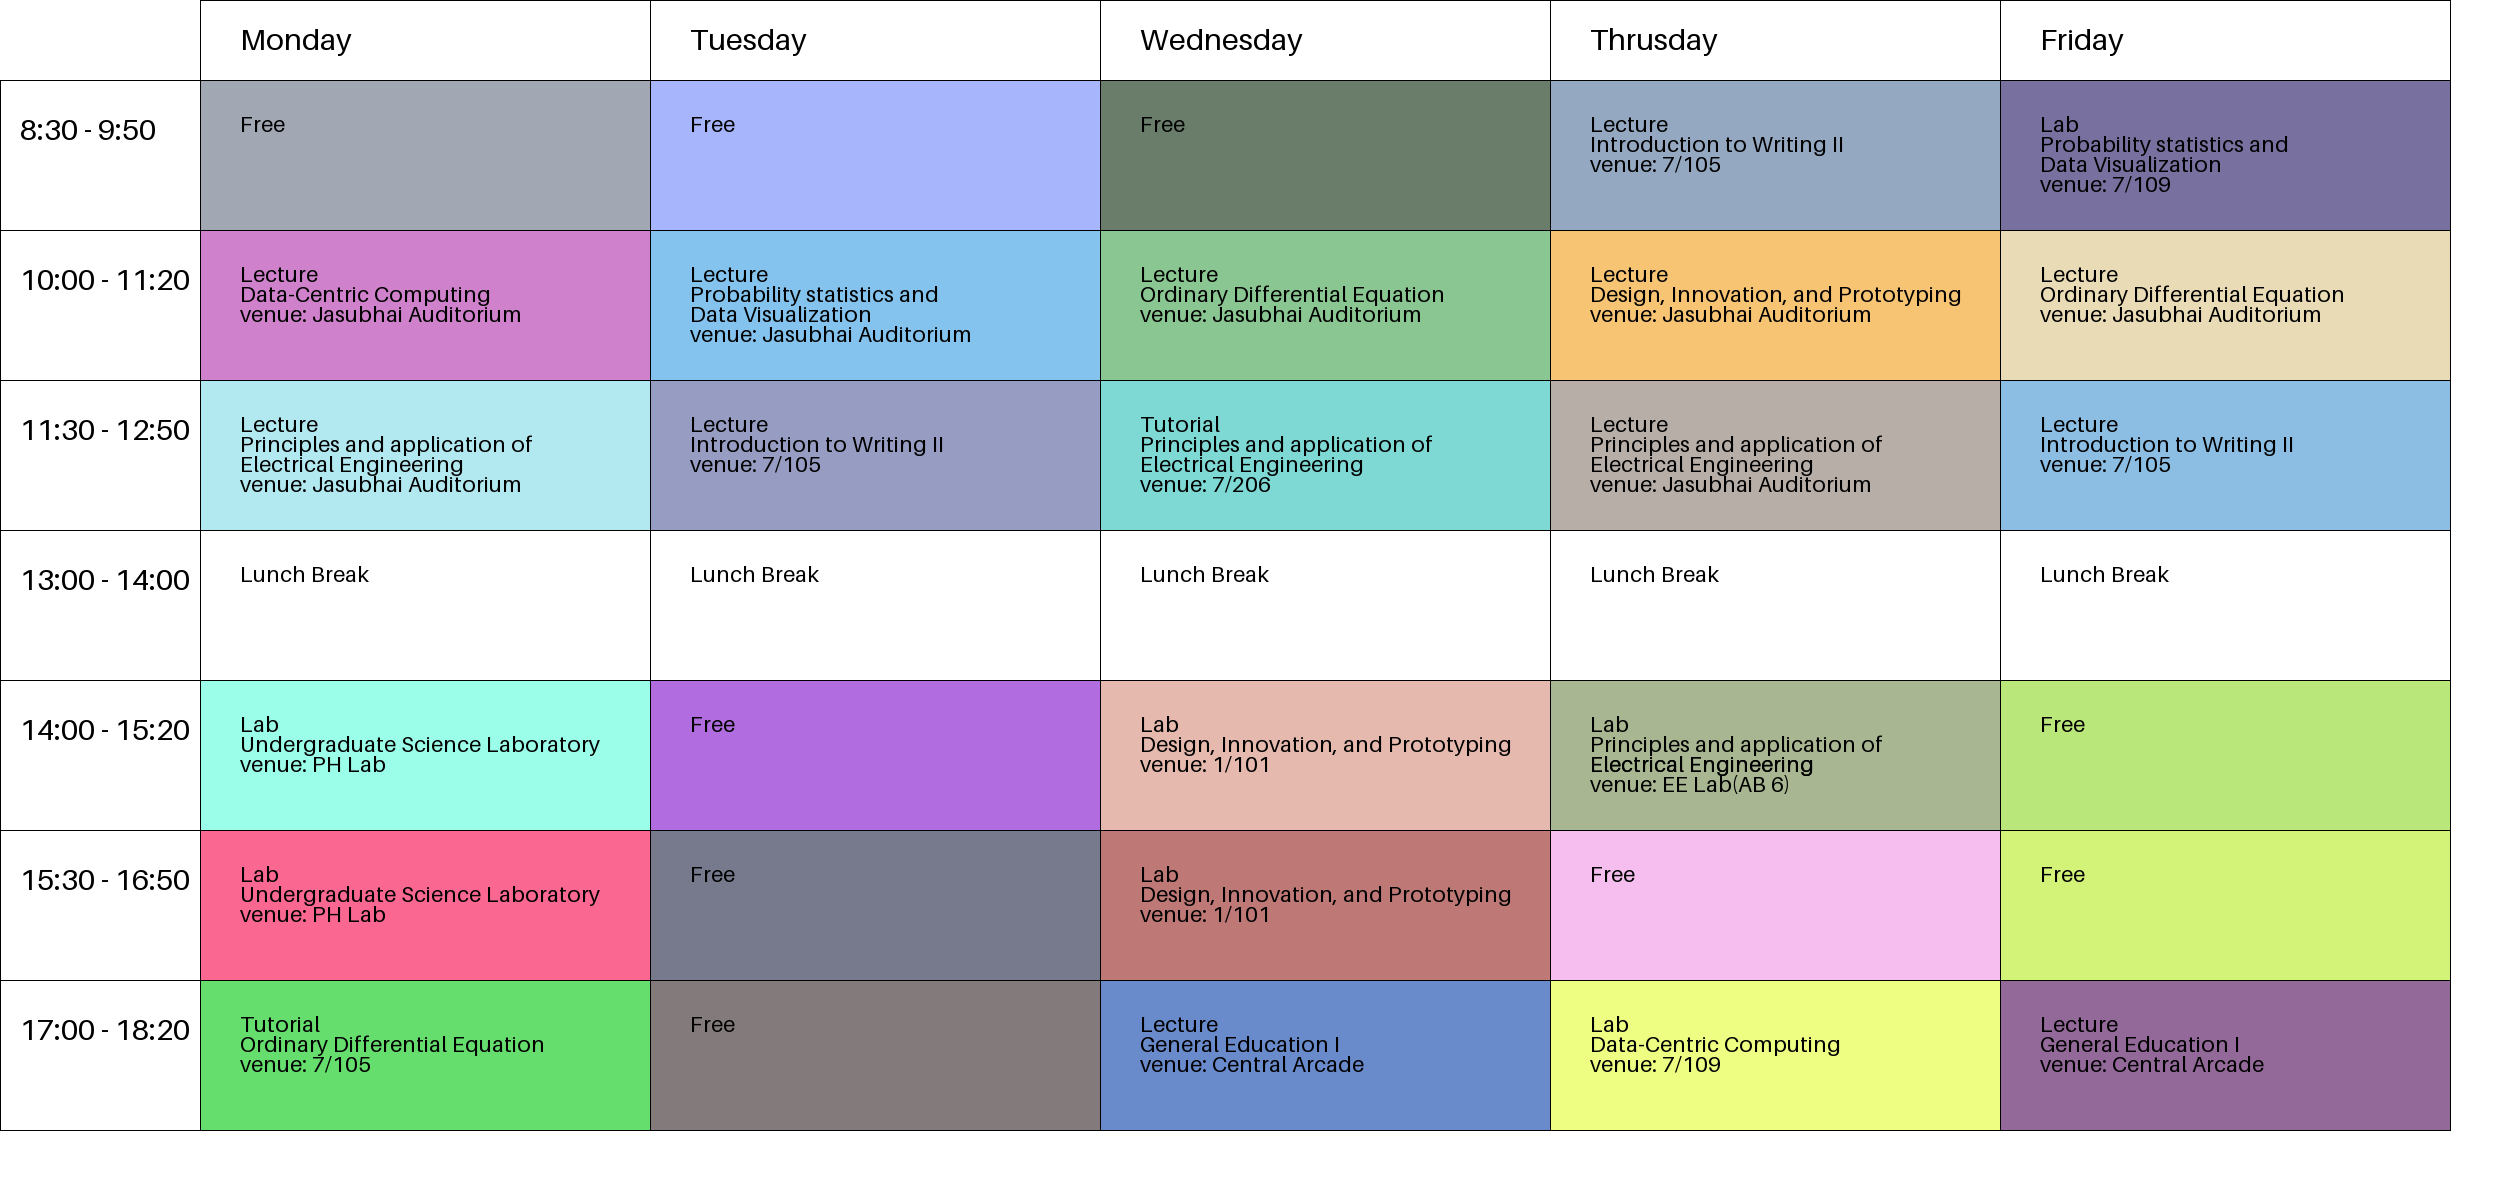 Monday
Tuesday
Wednesday
Thrusday
Friday
8:30 - 9:50
Free
Free
Free
Lecture
Introduction to Writing II
venue: 7/105
Lab
Probability statistics and
Data Visualization
venue: 7/109
10:00 - 11:20
Lecture
Data-Centric Computing
venue: Jasubhai Auditorium
Lecture
Probability statistics and
Data Visualization
venue: Jasubhai Auditorium
Lecture
Ordinary Differential Equation
venue: Jasubhai Auditorium
Lecture
Design, Innovation, and Prototyping
venue: Jasubhai Auditorium
Lecture
Ordinary Differential Equation
venue: Jasubhai Auditorium
11:30 - 12:50
Lecture
Principles and application of
Electrical Engineering
venue: Jasubhai Auditorium
Lecture
Introduction to Writing II
venue: 7/105
Tutorial
Principles and application of
Electrical Engineering
venue: 7/206
Lecture
Principles and application of
Electrical Engineering
venue: Jasubhai Auditorium
Lecture
Introduction to Writing II
venue: 7/105
13:00 - 14:00
Lunch Break
Lunch Break
Lunch Break
Lunch Break
Lunch Break
14:00 - 15:20
Lab
Undergraduate Science Laboratory
venue: PH Lab
Free
Lab
Design, Innovation, and Prototyping
venue: 1/101
Lab
Principles and application of
Electrical Engineering
venue: EE Lab(AB 6)
Free
15:30 - 16:50
Lab
Undergraduate Science Laboratory
venue: PH Lab
Free
Lab
Design, Innovation, and Prototyping
venue: 1/101
Free
Free
17:00 - 18:20
Tutorial
Ordinary Differential Equation
venue: 7/105
Free
Lecture
General Education I
venue: Central Arcade
Lab
Data-Centric Computing
venue: 7/109
Lecture
General Education I
venue: Central Arcade